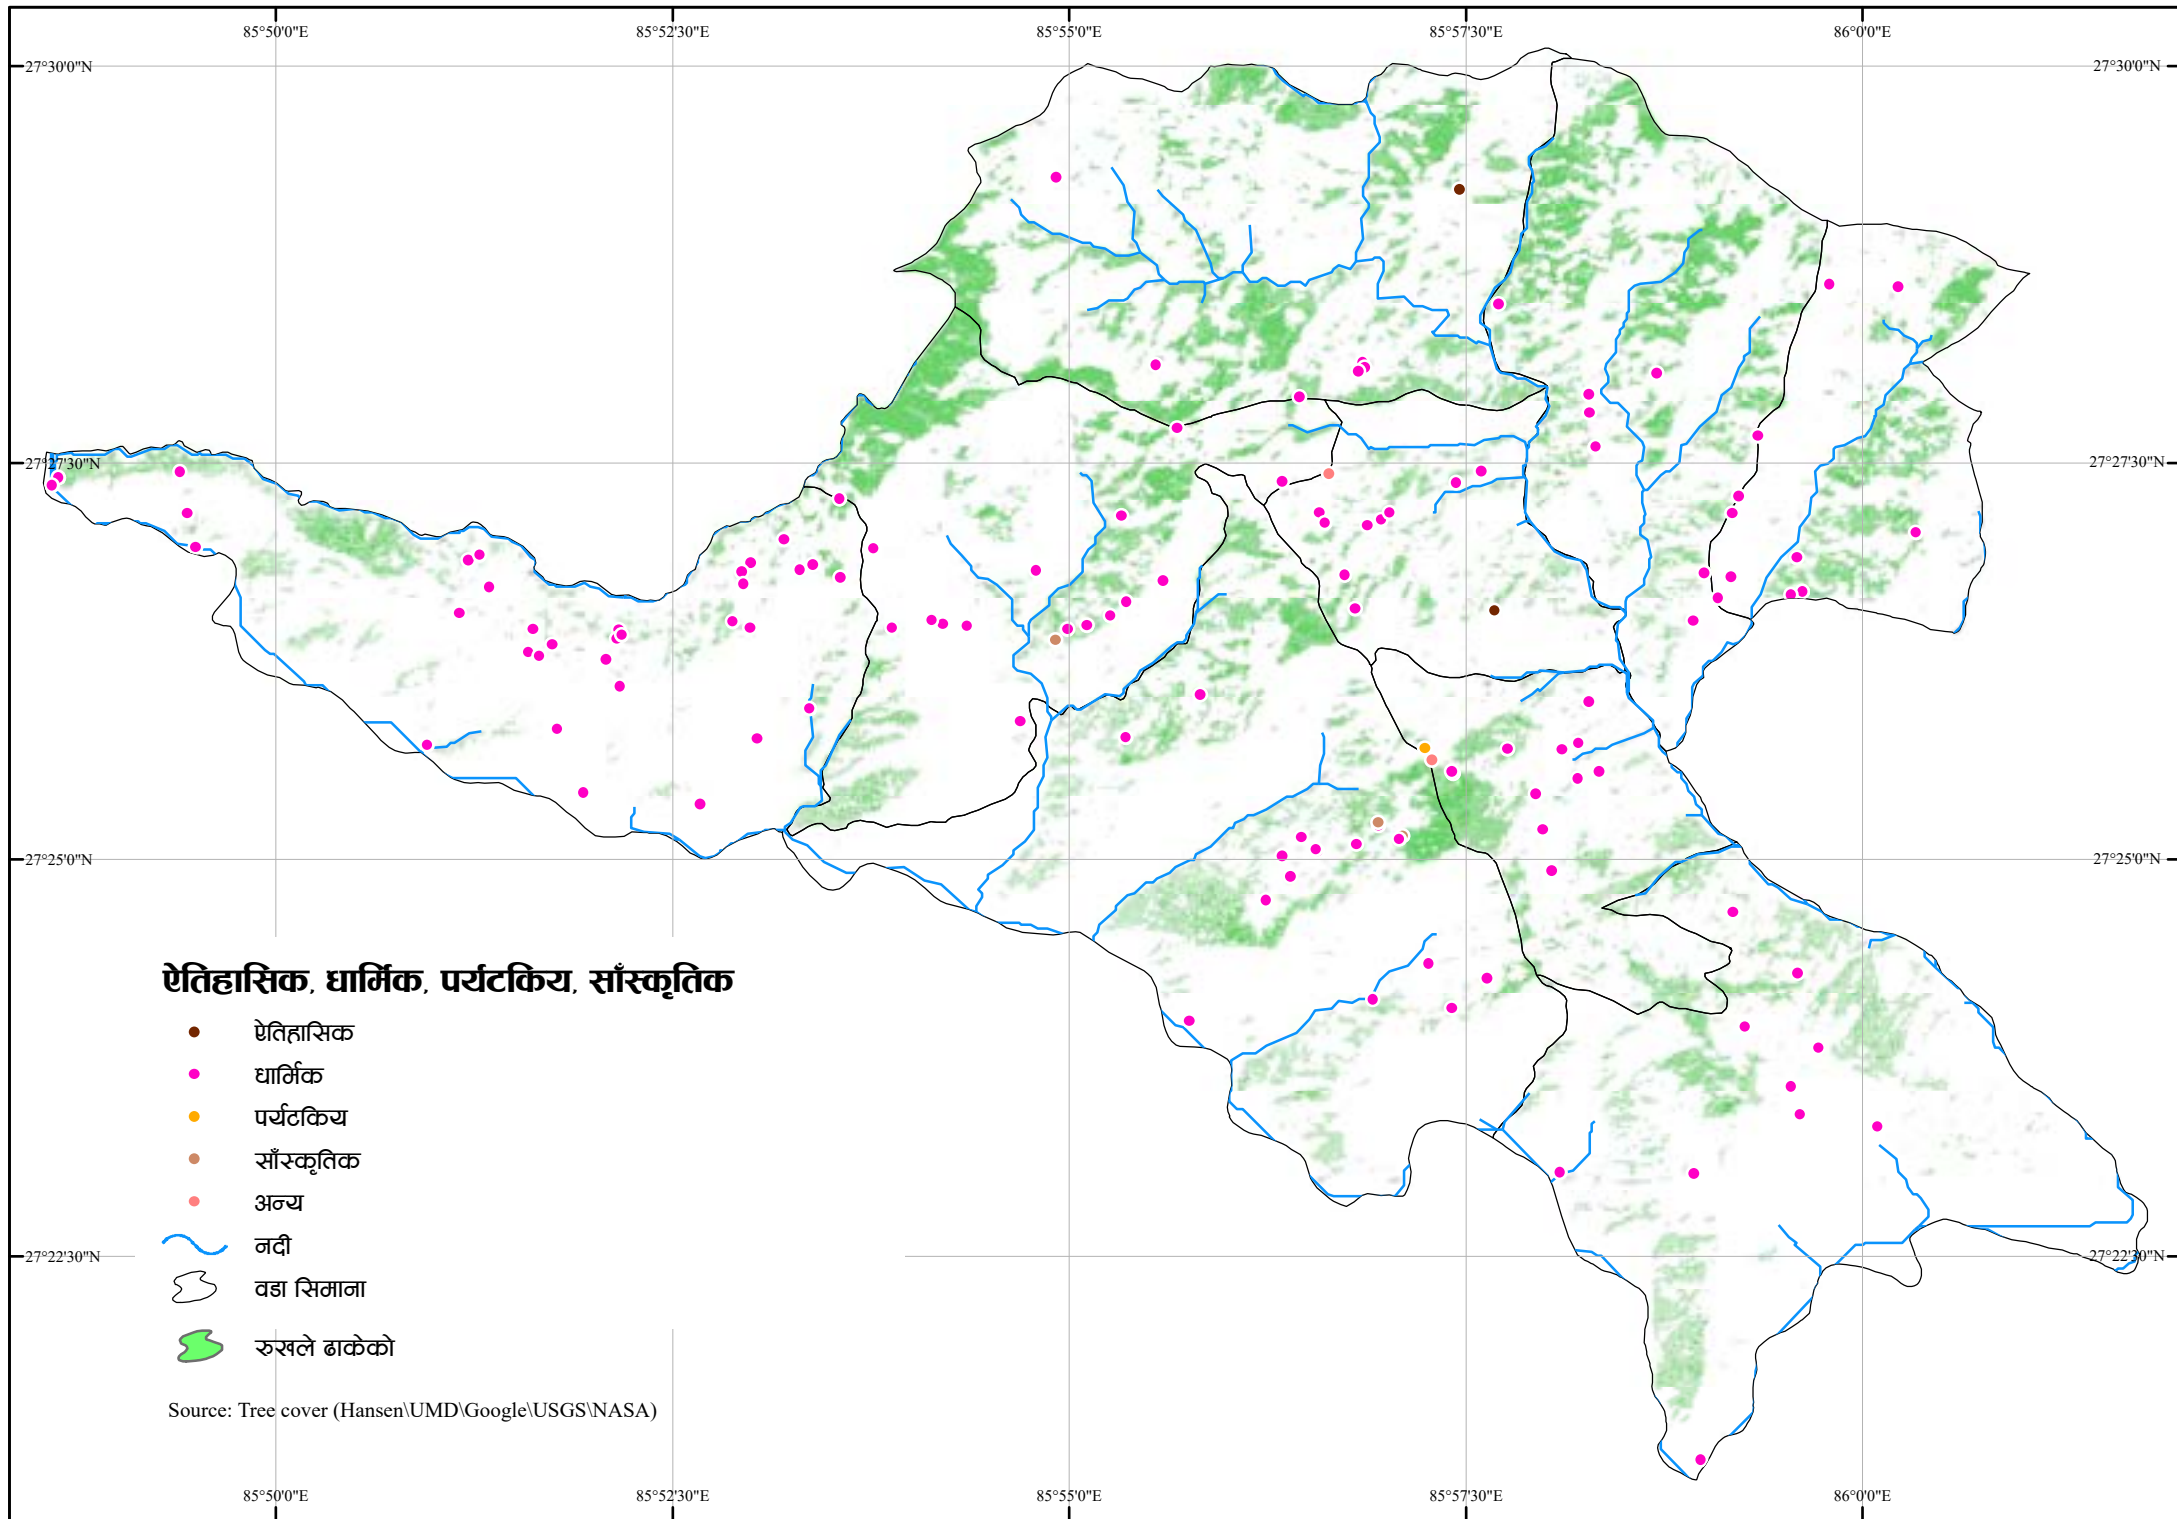 85°50'0"E 85°52'30"E 85°55'0"E 85°57'30"E 86°0'0"E
27°30'0"N 27°30'0"N
27°27'30"N 27°27'30"N
27°25'0"N 27°25'0"N
ऐतिहासिक, धार्मिक, पर्यटकिय, साँस्कृतिक
ऐतिहासिक
धार्मिक
पर्यटकिय
साँस्कृतिक
अन्य
नदी
27°22'30"N 27°22'30"N
वडा सिमाना
रुखले ढाकेको
Source: Tree cover (Hansen\UMD\Google\USGS\NASA)
85°50'0"E 85°52'30"E 85°55'0"E 85°57'30"E 86°0'0"E